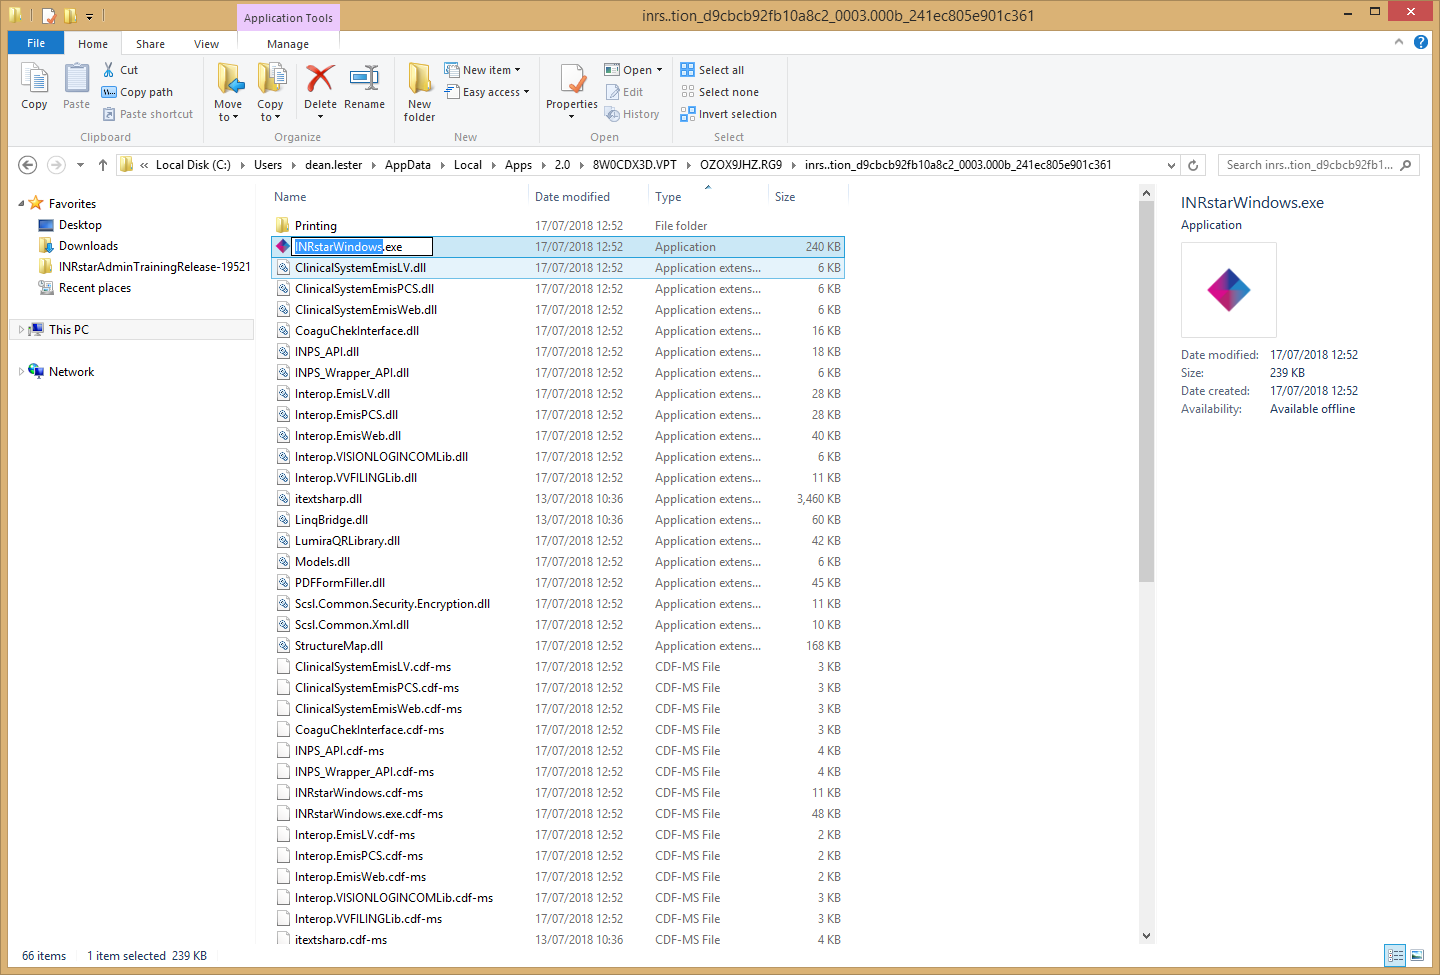 Application Tools
inrs..tion_d9cbcb92fb10a8c2_0003.000b_241ec805e901c361
File Home Share View Manage
Copy
Paste
Cut
Copy path
Paste shortcut
Clipboard
Move to
Copy to
Delete
Rename
Organize
New folder
New item
Easy access
New
Properties
Open
Edit
History
Open
Select all
Select none
Invert selection
Select
« Local Disk (C:) Users dean.lester AppData Local Apps 2.0 8W0CDX3D.VPT OZOX9JHZ.RG9 inrs..tion_d9cbcb92fb10a8c2_0003.000b_241ec805e901c361
Search inrs..tion_d9cbcb92fb1...
Favorites
Desktop
Downloads
INRstarAdminTrainingRelease-19521
Recent places
This PC
Network
Name Date modified Type Size
Printing 17/07/2018 12:52 File folder
INRstarWindows.exe 17/07/2018 12:52 Application 240 KB
ClinicalSystemEmisLV.dll 17/07/2018 12:52 Application extens... 6 KB
ClinicalSystemEmisPCS.dll 17/07/2018 12:52 Application extens... 6 KB
ClinicalSystemEmisWeb.dll 17/07/2018 12:52 Application extens... 6 KB
CoaguChekInterface.dll 17/07/2018 12:52 Application extens... 16 KB
INPS_API.dll 17/07/2018 12:52 Application extens... 18 KB
INPS_Wrapper_API.dll 17/07/2018 12:52 Application extens... 6 KB
Interop.EmisLV.dll 17/07/2018 12:52 Application extens... 28 KB
Interop.EmisPCS.dll 17/07/2018 12:52 Application extens... 28 KB
Interop.EmisWeb.dll 17/07/2018 12:52 Application extens... 40 KB
Interop.VISIONLOGINCOMLib.dll 17/07/2018 12:52 Application extens... 6 KB
Interop.VVFILINGLib.dll 17/07/2018 12:52 Application extens... 11 KB
itextsharp.dll 13/07/2018 10:36 Application extens... 3,460 KB
LinqBridge.dll 13/07/2018 10:36 Application extens... 60 KB
LumiraQRLibrary.dll 17/07/2018 12:52 Application extens... 42 KB
Models.dll 17/07/2018 12:52 Application extens... 6 KB
PDFFormFiller.dll 17/07/2018 12:52 Application extens... 45 KB
Scsl.Common.Security.Encryption.dll 17/07/2018 12:52 Application extens... 11 KB
Scsl.Common.Xml.dll 17/07/2018 12:52 Application extens... 10 KB
StructureMap.dll 17/07/2018 12:52 Application extens... 168 KB
ClinicalSystemEmisLV.cdf-ms 17/07/2018 12:52 CDF-MS File 3 KB
ClinicalSystemEmisPCS.cdf-ms 17/07/2018 12:52 CDF-MS File 3 KB
ClinicalSystemEmisWeb.cdf-ms 17/07/2018 12:52 CDF-MS File 3 KB
CoaguChekInterface.cdf-ms 17/07/2018 12:52 CDF-MS File 3 KB
INPS_API.cdf-ms 17/07/2018 12:52 CDF-MS File 4 KB
INPS_Wrapper_API.cdf-ms 17/07/2018 12:52 CDF-MS File 4 KB
INRstarWindows.cdf-ms 17/07/2018 12:52 CDF-MS File 11 KB
INRstarWindows.exe.cdf-ms 17/07/2018 12:52 CDF-MS File 48 KB
Interop.EmisLV.cdf-ms 17/07/2018 12:52 CDF-MS File 2 KB
Interop.EmisPCS.cdf-ms 17/07/2018 12:52 CDF-MS File 2 KB
Interop.EmisWeb.cdf-ms 17/07/2018 12:52 CDF-MS File 2 KB
Interop.VISIONLOGINCOMLib.cdf-ms 17/07/2018 12:52 CDF-MS File 3 KB
Interop.VVFILINGLib.cdf-ms 17/07/2018 12:52 CDF-MS File 3 KB
itextsharp.cdf-ms 13/07/2018 10:36 CDF-MS File 4 KB
INRstarWindows.exe
Application
Date modified: 17/07/2018 12:52
Size: 239 KB
Date created: 17/07/2018 12:52
Availability: Available offline
66 items 1 item selected 239 KB